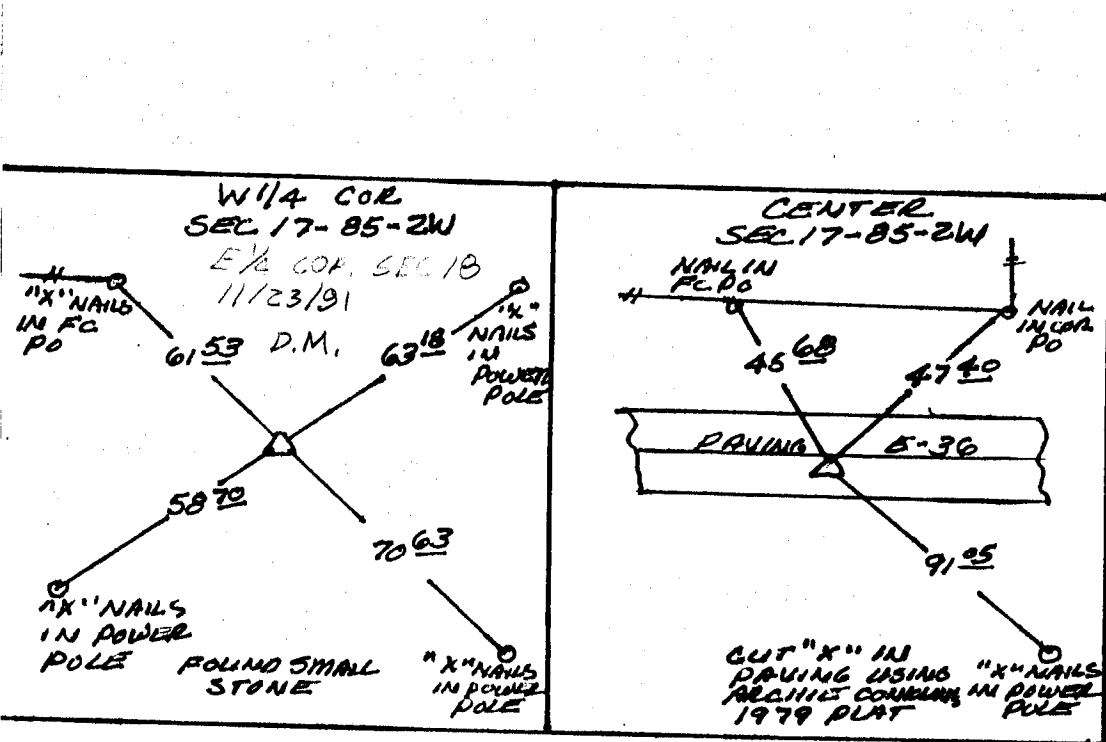 W 1/4 COR
SEC. 17-85-2W
E 1/4 COR. SEC 18
11/23/91
D.M.
"X" NAILS
IN FC
PO
61 53
63 18
"X"
NAILS
IN
POWER
POLE
58 70
70 63
"X" NAILS
IN POWER
POLE
FOUND SMALL
STONE
"X" NAILS
IN POWER
POLE
CENTER
SEC. 17-85-2W
NAIL IN
FC. PO
NAIL
IN COR
PO
46 68
47 40
PAVING E-36
91 05
CUT "X" IN
PAVING USING
1979 PLAT
"X" NAILS
IN POWER
POLE